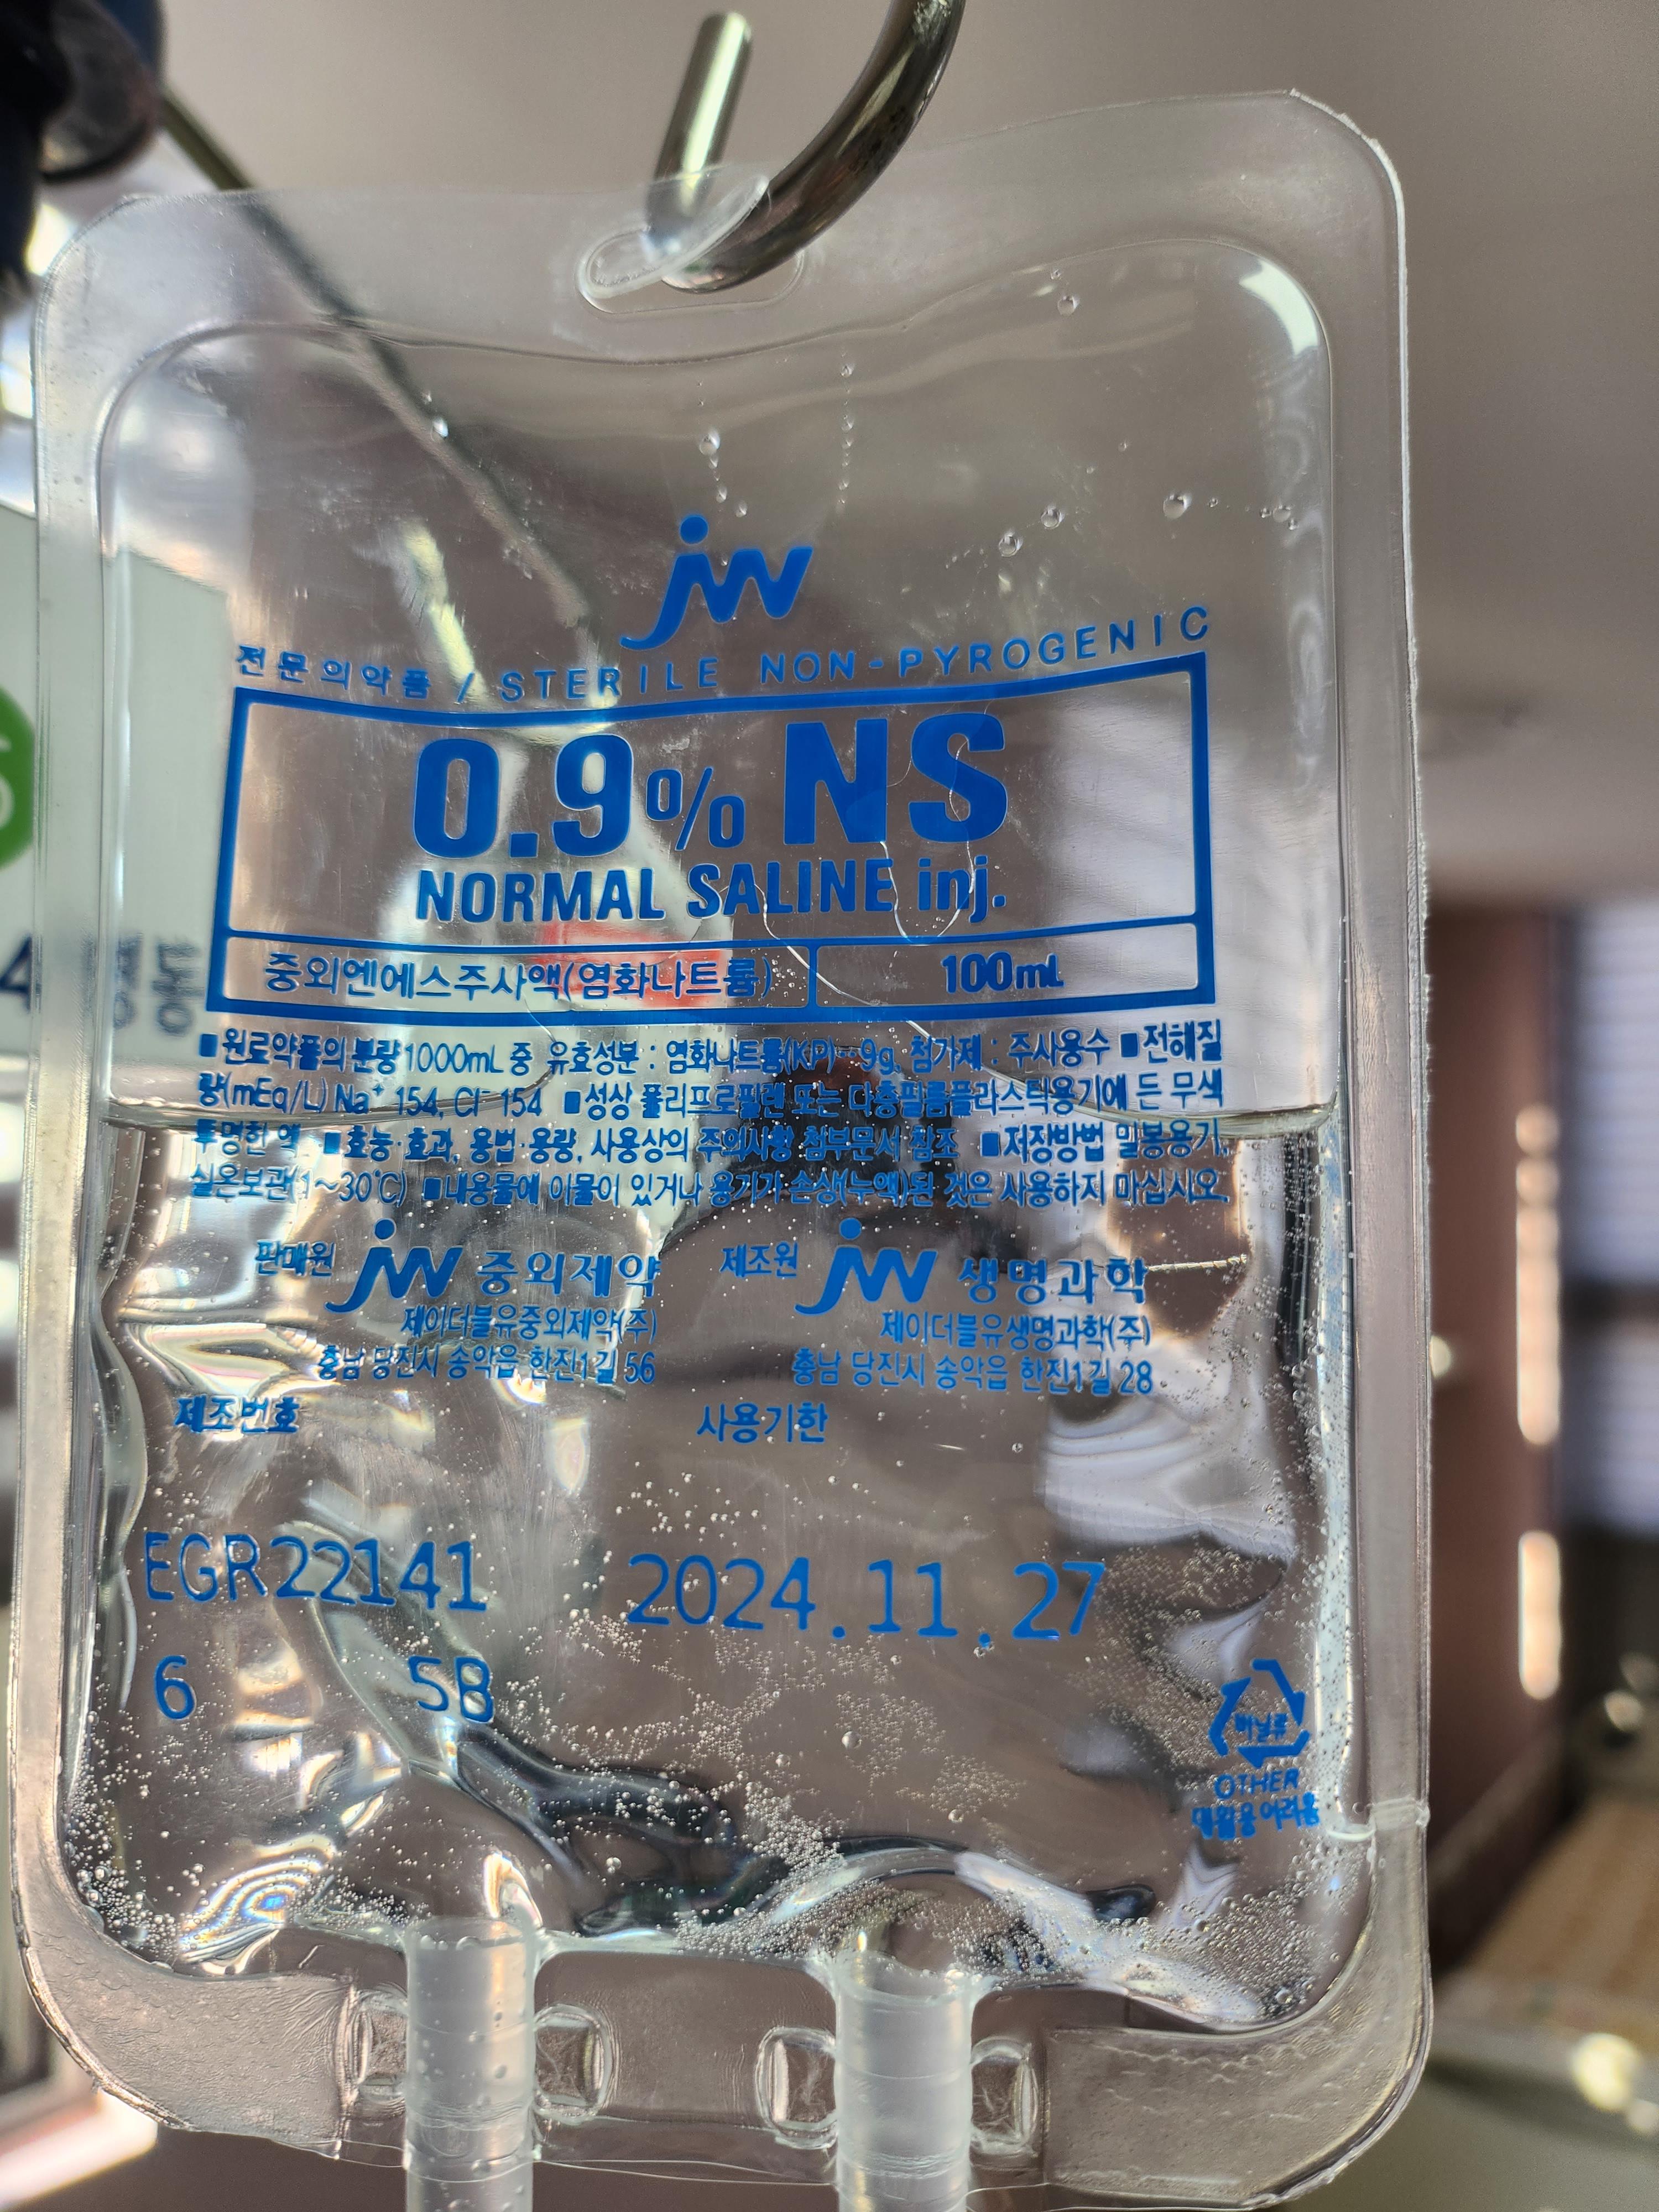 jw
전문의약품 / STERILE NON-PYROGENIC
0.9% NS
NORMAL SALINE inj.
중외엔에스주사액(염화나트륨) 100mL
■원료약품의 분량 1000mL 중 유효성분 : 염화나트륨(KP)…9g, 첨가제 : 주사용수 ■전해질
량(mEq/L) Na⁺ 154, Cl⁻ 154 ■성상 폴리프로필렌 또는 다층필름플라스틱용기에 든 무색
투명한 액 ■효능·효과, 용법·용량, 사용상의 주의사항 첨부문서 참조 ■저장방법 밀봉용기,
실온보관(1~30℃) ■내용물에 이물이 있거나 용기가 손상(누액)된 것은 사용하지 마십시오.
판매원 jw 중외제약 제조원 jw 생명과학
제이더블유중외제약(주) 제이더블유생명과학(주)
충남 당진시 송악읍 한진1길 56 충남 당진시 송악읍 한진1길 28
제조번호 사용기한
EGR22141 2024.11.27
6 5B
비닐류
OTHER
재활용어려움